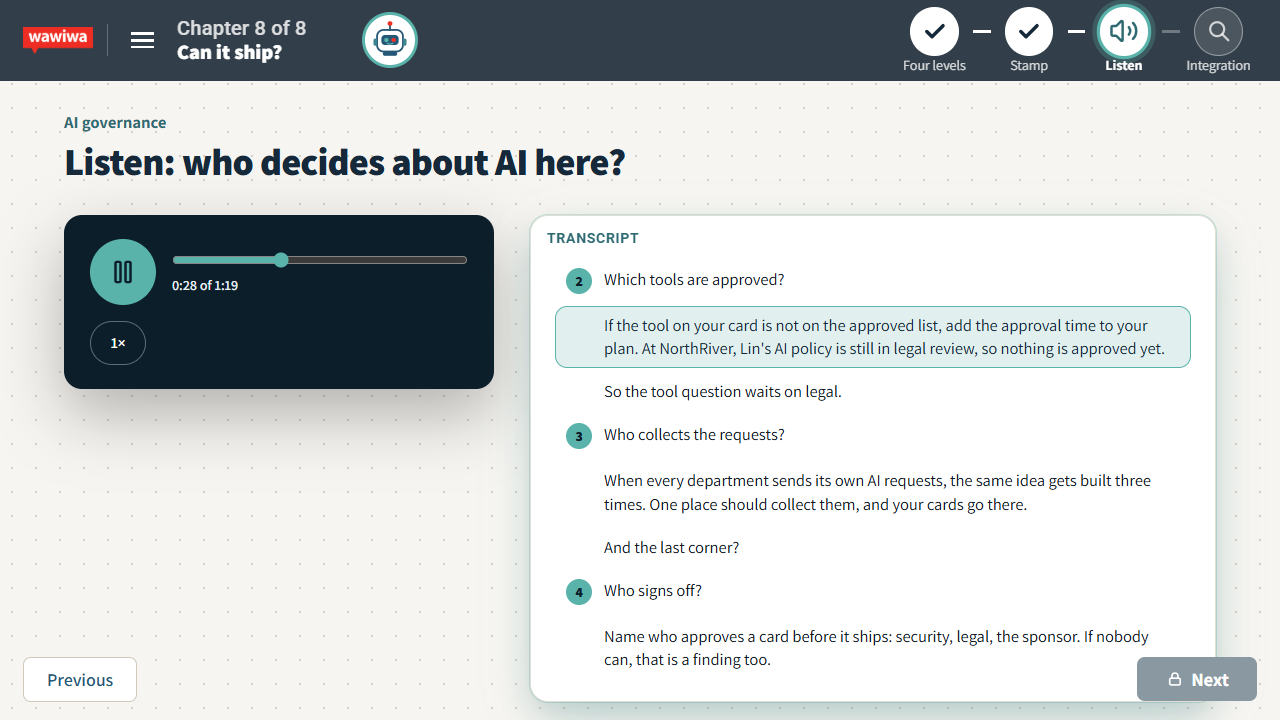 wawiwa
Chapter 8 of 8
Can it ship?
Four levels
Stamp
Listen
Integration
AI governance
Listen: who decides about AI here?
0:28 of 1:19
1×
TRANSCRIPT
2 Which tools are approved?
If the tool on your card is not on the approved list, add the approval time to your
plan. At NorthRiver, Lin's AI policy is still in legal review, so nothing is approved yet.
So the tool question waits on legal.
3 Who collects the requests?
When every department sends its own AI requests, the same idea gets built three
times. One place should collect them, and your cards go there.
And the last corner?
4 Who signs off?
Name who approves a card before it ships: security, legal, the sponsor. If nobody
can, that is a finding too.
Previous
Next